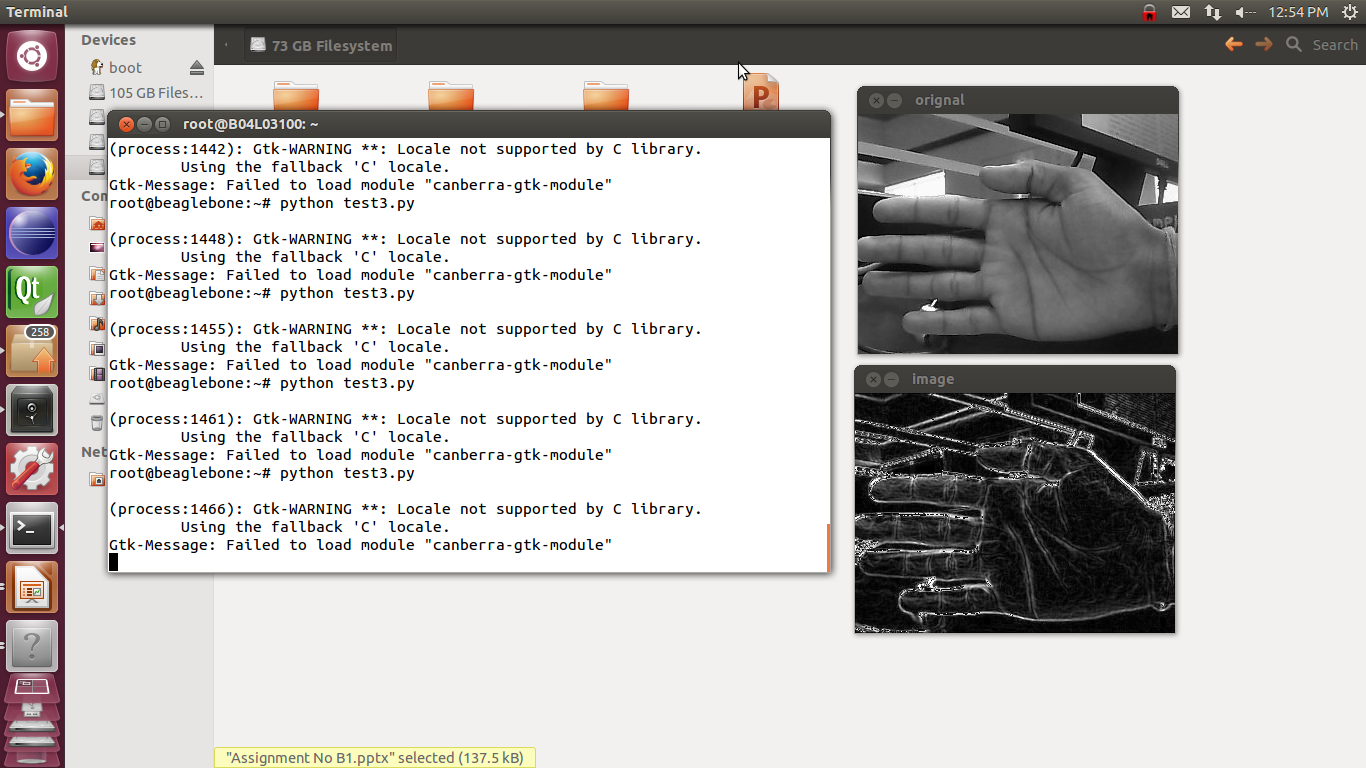 Terminal
12:54 PM
Devices
boot
105 GB Files...
Com
Net
258
Qt
73 GB Filesystem
Search
P
root@B04L03100: ~
(process:1442): Gtk-WARNING **: Locale not supported by C library.
Using the fallback 'C' locale.
Gtk-Message: Failed to load module "canberra-gtk-module"
root@beaglebone:~# python test3.py
(process:1448): Gtk-WARNING **: Locale not supported by C library.
Using the fallback 'C' locale.
Gtk-Message: Failed to load module "canberra-gtk-module"
root@beaglebone:~# python test3.py
(process:1455): Gtk-WARNING **: Locale not supported by C library.
Using the fallback 'C' locale.
Gtk-Message: Failed to load module "canberra-gtk-module"
root@beaglebone:~# python test3.py
(process:1461): Gtk-WARNING **: Locale not supported by C library.
Using the fallback 'C' locale.
Gtk-Message: Failed to load module "canberra-gtk-module"
root@beaglebone:~# python test3.py
(process:1466): Gtk-WARNING **: Locale not supported by C library.
Using the fallback 'C' locale.
Gtk-Message: Failed to load module "canberra-gtk-module"
orignal
DELL
image
"Assignment No B1.pptx" selected (137.5 kB)